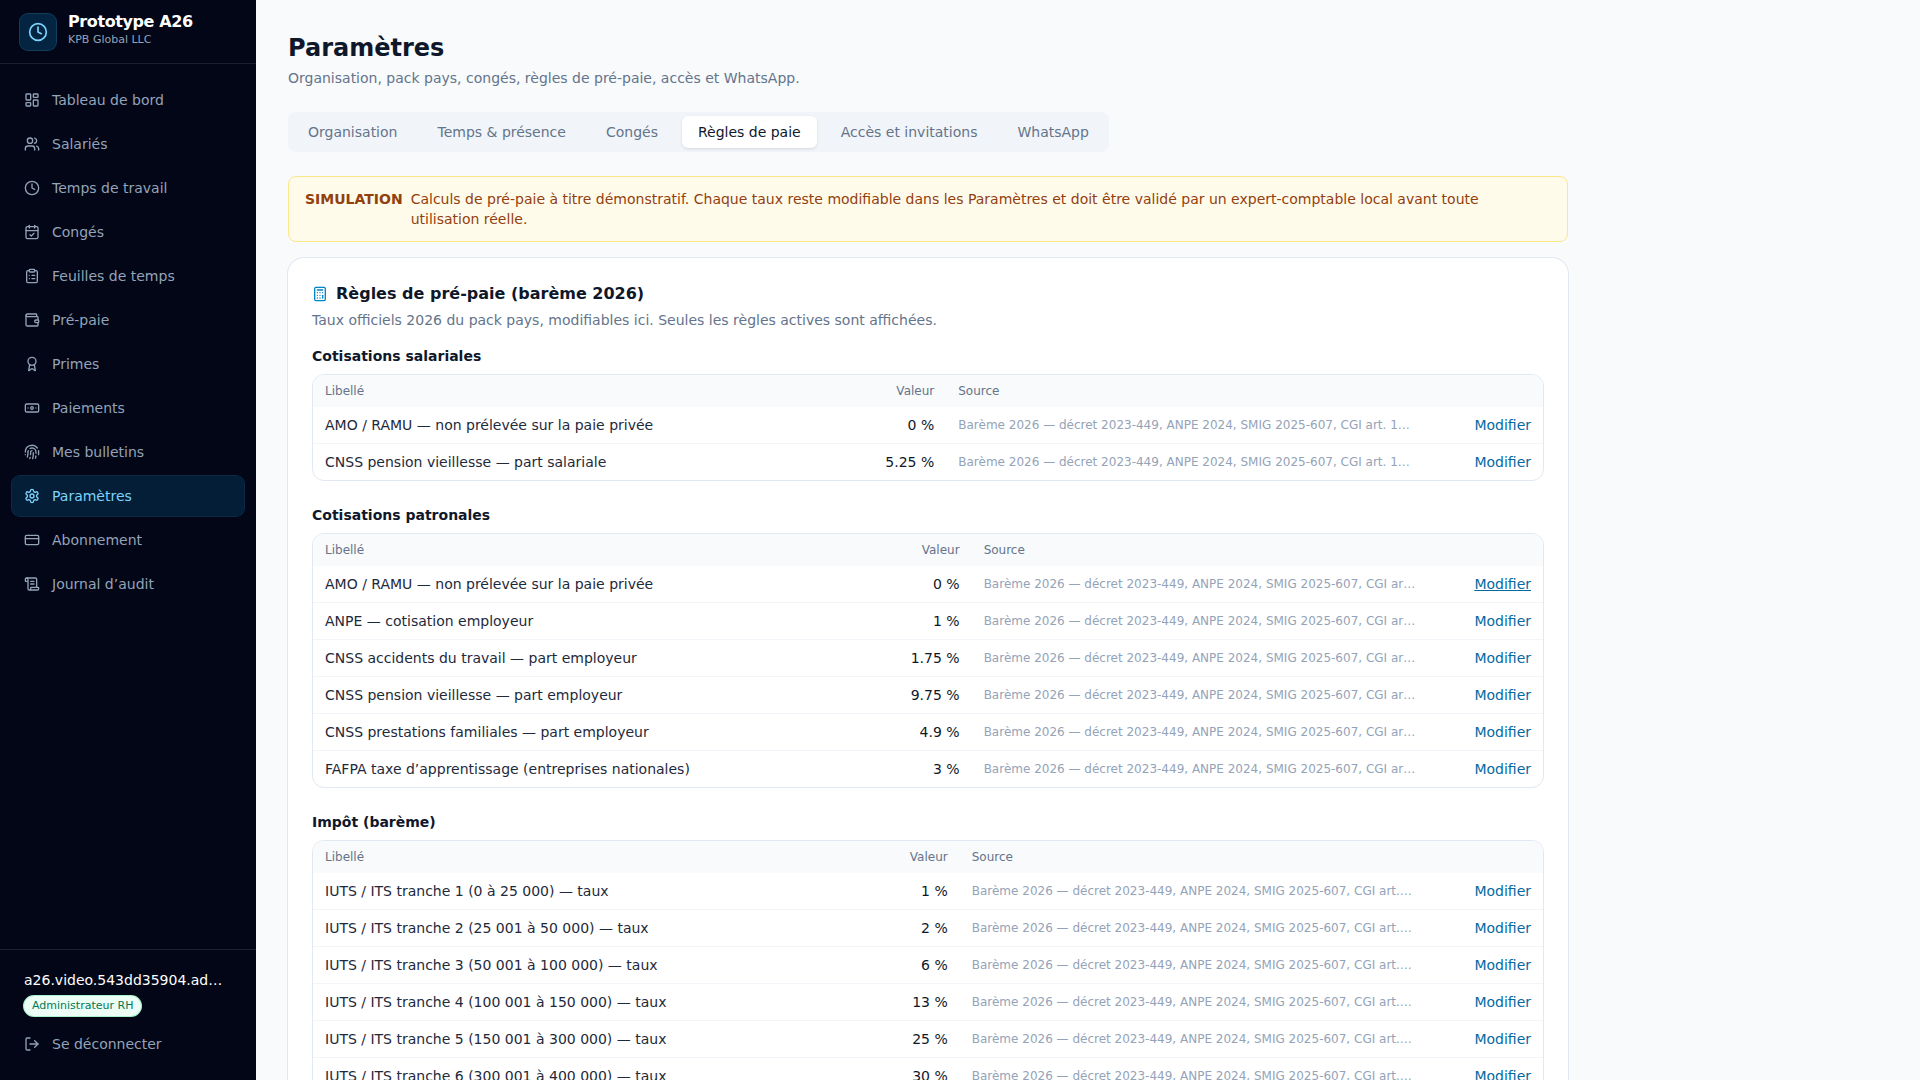 Prototype A26
KPB Global LLC
Tableau de bord
Salariés
Temps de travail
Congés
Feuilles de temps
Pré-paie
Primes
Paiements
Mes bulletins
Paramètres
Abonnement
Journal d’audit
a26.video.543dd35904.ad…
Administrateur RH
Se déconnecter
Paramètres
Organisation, pack pays, congés, règles de pré-paie, accès et WhatsApp.
Organisation Temps & présence Congés Règles de paie Accès et invitations WhatsApp
SIMULATION Calculs de pré-paie à titre démonstratif. Chaque taux reste modifiable dans les Paramètres et doit être validé par un expert-comptable local avant toute
utilisation réelle.
Règles de pré-paie (barème 2026)
Taux officiels 2026 du pack pays, modifiables ici. Seules les règles actives sont affichées.
Cotisations salariales
Libellé Valeur Source
AMO / RAMU — non prélevée sur la paie privée 0 % Barème 2026 — décret 2023-449, ANPE 2024, SMIG 2025-607, CGI art. 1… Modifier
CNSS pension vieillesse — part salariale 5.25 % Barème 2026 — décret 2023-449, ANPE 2024, SMIG 2025-607, CGI art. 1… Modifier
Cotisations patronales
Libellé Valeur Source
AMO / RAMU — non prélevée sur la paie privée 0 % Barème 2026 — décret 2023-449, ANPE 2024, SMIG 2025-607, CGI ar… Modifier
ANPE — cotisation employeur 1 % Barème 2026 — décret 2023-449, ANPE 2024, SMIG 2025-607, CGI ar… Modifier
CNSS accidents du travail — part employeur 1.75 % Barème 2026 — décret 2023-449, ANPE 2024, SMIG 2025-607, CGI ar… Modifier
CNSS pension vieillesse — part employeur 9.75 % Barème 2026 — décret 2023-449, ANPE 2024, SMIG 2025-607, CGI ar… Modifier
CNSS prestations familiales — part employeur 4.9 % Barème 2026 — décret 2023-449, ANPE 2024, SMIG 2025-607, CGI ar… Modifier
FAFPA taxe d’apprentissage (entreprises nationales) 3 % Barème 2026 — décret 2023-449, ANPE 2024, SMIG 2025-607, CGI ar… Modifier
Impôt (barème)
Libellé Valeur Source
IUTS / ITS tranche 1 (0 à 25 000) — taux 1 % Barème 2026 — décret 2023-449, ANPE 2024, SMIG 2025-607, CGI art.… Modifier
IUTS / ITS tranche 2 (25 001 à 50 000) — taux 2 % Barème 2026 — décret 2023-449, ANPE 2024, SMIG 2025-607, CGI art.… Modifier
IUTS / ITS tranche 3 (50 001 à 100 000) — taux 6 % Barème 2026 — décret 2023-449, ANPE 2024, SMIG 2025-607, CGI art.… Modifier
IUTS / ITS tranche 4 (100 001 à 150 000) — taux 13 % Barème 2026 — décret 2023-449, ANPE 2024, SMIG 2025-607, CGI art.… Modifier
IUTS / ITS tranche 5 (150 001 à 300 000) — taux 25 % Barème 2026 — décret 2023-449, ANPE 2024, SMIG 2025-607, CGI art.… Modifier
IUTS / ITS tranche 6 (300 001 à 400 000) — taux 30 % Barème 2026 — décret 2023-449, ANPE 2024, SMIG 2025-607, CGI art.… Modifier